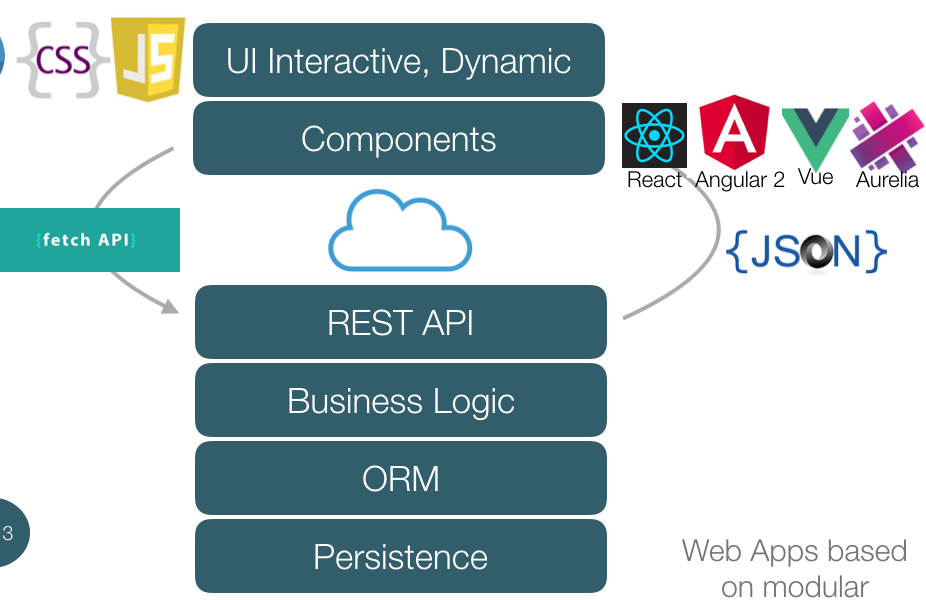 {CSS}
JS
UI Interactive, Dynamic
Components
React
Angular 2
Vue
Aurelia
{fetch API}
{JSON}
REST API
Business Logic
ORM
Persistence
3
Web Apps based
on modular